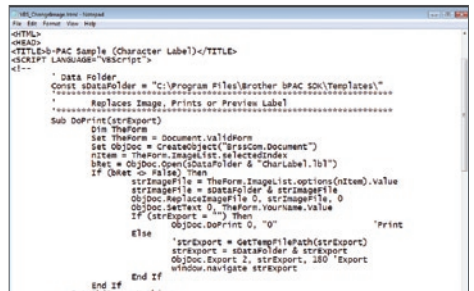 VBS_ChangeImage.html - Notepad
File Edit Format View Help
<HTML>
<HEAD>
<TITLE>b-PAC Sample (Character Label)</TITLE>
<SCRIPT LANGUAGE="VBScript">
<!--
' Data Folder
Const sDataFolder = "C:\Program Files\Brother bPAC SDK\Templates\"
'*******************************************************
' Replaces Image, Prints or Preview Label
'*******************************************************
Sub DoPrint(strExport)
Dim TheForm
Set TheForm = Document.ValidForm
Set ObjDoc = CreateObject("BrssCom.Document")
nItem = TheForm.ImageList.selectedIndex
bRet = ObjDoc.Open(sDataFolder & "CharLabel.lbl")
If (bRet <> False) Then
strImageFile = TheForm.ImageList.options(nItem).Value
strImageFile = sDataFolder & strImageFile
ObjDoc.ReplaceImageFile 0, strImageFile, 0
ObjDoc.SetText 0, TheForm.YourName.Value
If (strExport = "") Then
ObjDoc.DoPrint 0, "0" 'Print
Else
'strExport = GetTempFilePath(strExport)
strExport = sDataFolder & strExport
ObjDoc.Export 2, strExport, 180 'Export
window.navigate strExport
End If
End If